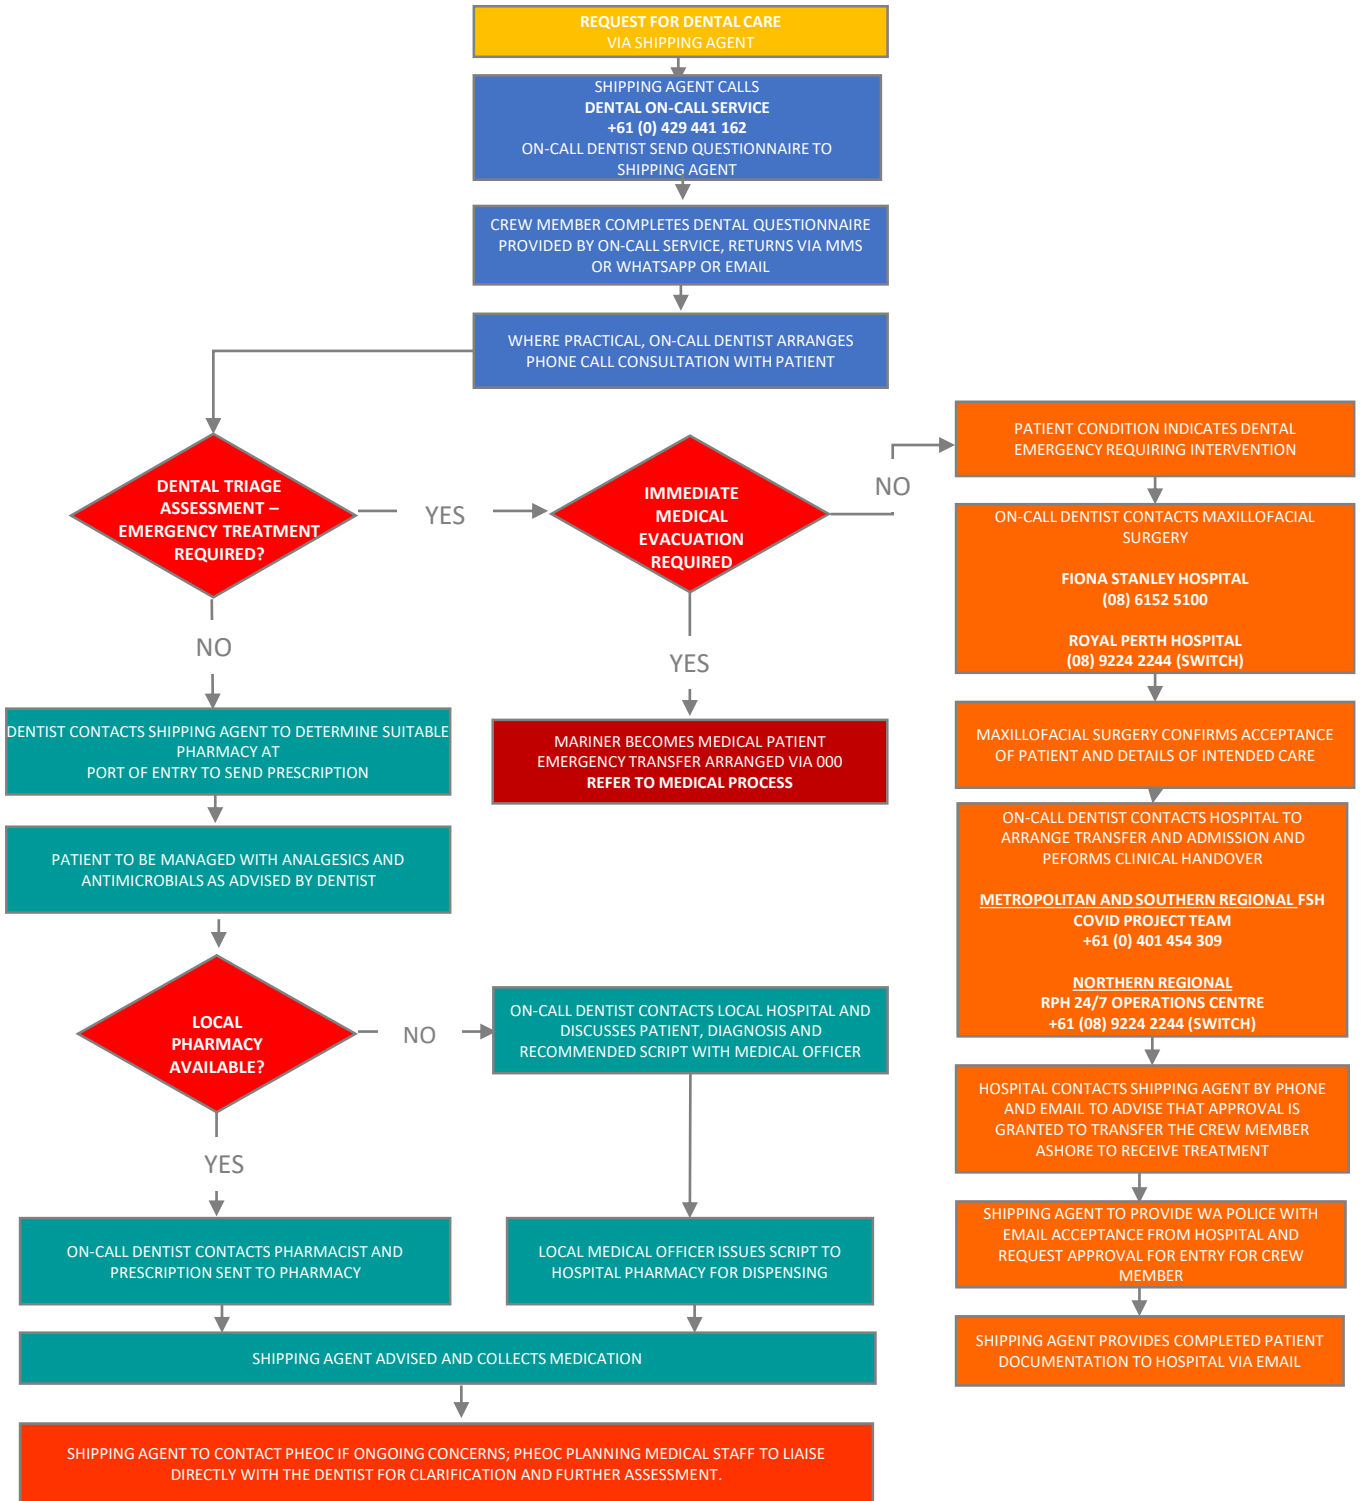 REQUEST FOR DENTAL CARE
VIA SHIPPING AGENT
SHIPPING AGENT CALLS
DENTAL ON-CALL SERVICE
+61 (0) 429 441 162
ON-CALL DENTIST SEND QUESTIONNAIRE TO
SHIPPING AGENT
CREW MEMBER COMPLETES DENTAL QUESTIONNAIRE
PROVIDED BY ON-CALL SERVICE, RETURNS VIA MMS
OR WHATSAPP OR EMAIL
WHERE PRACTICAL, ON-CALL DENTIST ARRANGES
PHONE CALL CONSULTATION WITH PATIENT
DENTAL TRIAGE
ASSESSMENT –
EMERGENCY TREATMENT
REQUIRED?
YES
IMMEDIATE
MEDICAL
EVACUATION
REQUIRED
NO
NO
YES
MARINER BECOMES MEDICAL PATIENT
EMERGENCY TRANSFER ARRANGED VIA 000
REFER TO MEDICAL PROCESS
DENTIST CONTACTS SHIPPING AGENT TO DETERMINE SUITABLE
PHARMACY AT
PORT OF ENTRY TO SEND PRESCRIPTION
PATIENT TO BE MANAGED WITH ANALGESICS AND
ANTIMICROBIALS AS ADVISED BY DENTIST
LOCAL
PHARMACY
AVAILABLE?
NO
ON-CALL DENTIST CONTACTS LOCAL HOSPITAL AND
DISCUSSES PATIENT, DIAGNOSIS AND
RECOMMENDED SCRIPT WITH MEDICAL OFFICER
YES
ON-CALL DENTIST CONTACTS PHARMACIST AND
PRESCRIPTION SENT TO PHARMACY
LOCAL MEDICAL OFFICER ISSUES SCRIPT TO
HOSPITAL PHARMACY FOR DISPENSING
SHIPPING AGENT ADVISED AND COLLECTS MEDICATION
SHIPPING AGENT TO CONTACT PHEOC IF ONGOING CONCERNS; PHEOC PLANNING MEDICAL STAFF TO LIAISE
DIRECTLY WITH THE DENTIST FOR CLARIFICATION AND FURTHER ASSESSMENT.
PATIENT CONDITION INDICATES DENTAL
EMERGENCY REQUIRING INTERVENTION
ON-CALL DENTIST CONTACTS MAXILLOFACIAL
SURGERY
FIONA STANLEY HOSPITAL
(08) 6152 5100
ROYAL PERTH HOSPITAL
(08) 9224 2244 (SWITCH)
MAXILLOFACIAL SURGERY CONFIRMS ACCEPTANCE
OF PATIENT AND DETAILS OF INTENDED CARE
ON-CALL DENTIST CONTACTS HOSPITAL TO
ARRANGE TRANSFER AND ADMISSION AND
PEFORMS CLINICAL HANDOVER
METROPOLITAN AND SOUTHERN REGIONAL FSH
COVID PROJECT TEAM
+61 (0) 401 454 309
NORTHERN REGIONAL
RPH 24/7 OPERATIONS CENTRE
+61 (08) 9224 2244 (SWITCH)
HOSPITAL CONTACTS SHIPPING AGENT BY PHONE
AND EMAIL TO ADVISE THAT APPROVAL IS
GRANTED TO TRANSFER THE CREW MEMBER
ASHORE TO RECEIVE TREATMENT
SHIPPING AGENT TO PROVIDE WA POLICE WITH
EMAIL ACCEPTANCE FROM HOSPITAL AND
REQUEST APPROVAL FOR ENTRY FOR CREW
MEMBER
SHIPPING AGENT PROVIDES COMPLETED PATIENT
DOCUMENTATION TO HOSPITAL VIA EMAIL